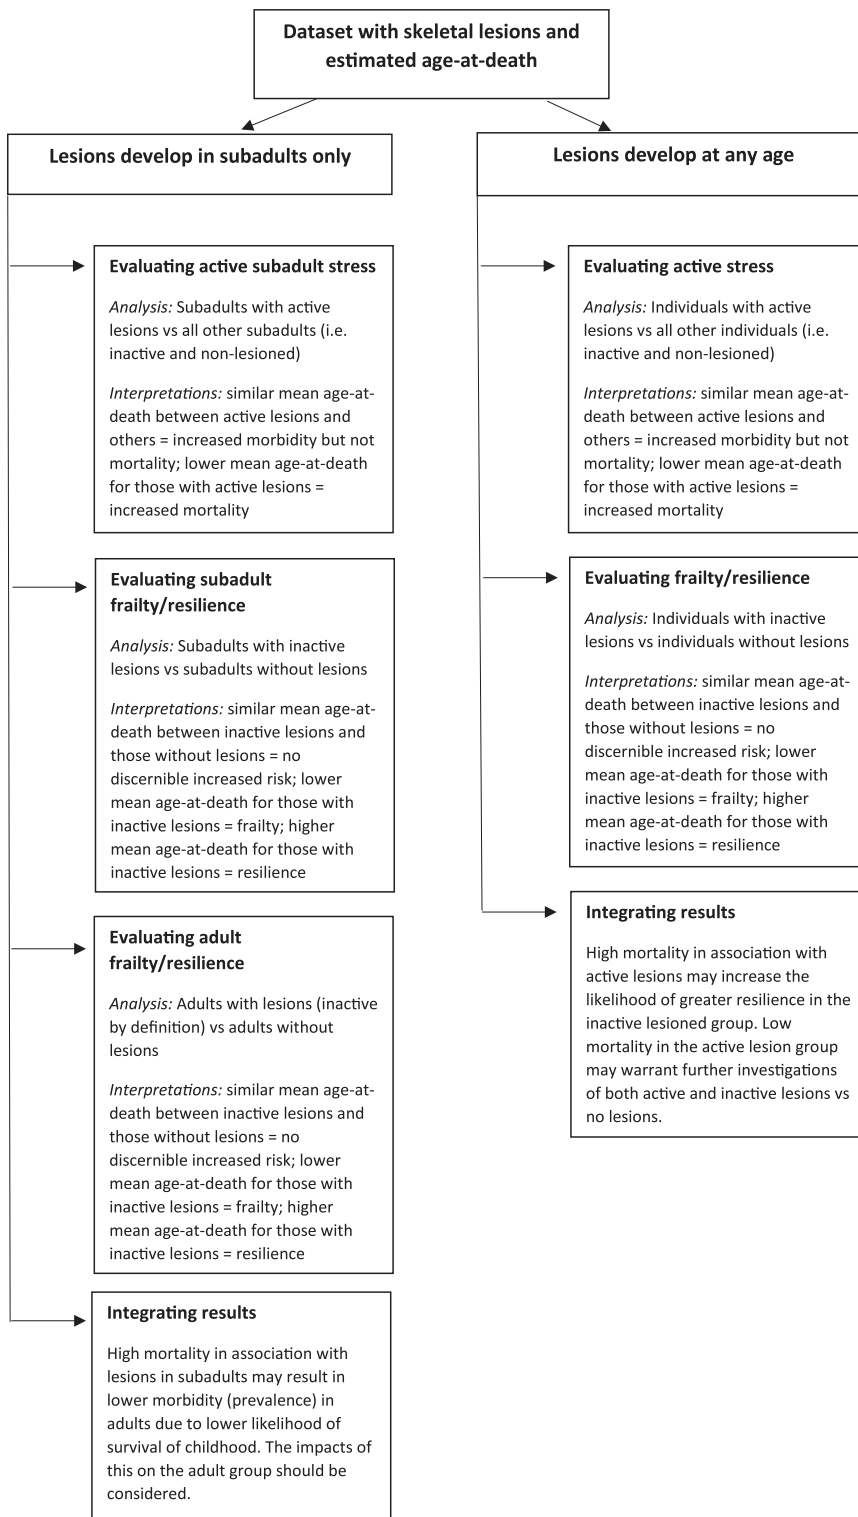 Dataset with skeletal lesions and
estimated age-at-death
Lesions develop in subadults only
Evaluating active subadult stress
Analysis: Subadults with active
lesions vs all other subadults (i.e.
inactive and non-lesioned)
Interpretations: similar mean age-at-
death between active lesions and
others = increased morbidity but not
mortality; lower mean age-at-death
for those with active lesions =
increased mortality
Evaluating subadult
frailty/resilience
Analysis: Subadults with inactive
lesions vs subadults without lesions
Interpretations: similar mean age-at-
death between inactive lesions and
those without lesions = no
discernible increased risk; lower
mean age-at-death for those with
inactive lesions = frailty; higher
mean age-at-death for those with
inactive lesions = resilience
Evaluating adult
frailty/resilience
Analysis: Adults with lesions (inactive
by definition) vs adults without
lesions
Interpretations: similar mean age-at-
death between inactive lesions and
those without lesions = no
discernible increased risk; lower
mean age-at-death for those with
inactive lesions = frailty; higher
mean age-at-death for those with
inactive lesions = resilience
Integrating results
High mortality in association with
lesions in subadults may result in
lower morbidity (prevalence) in
adults due to lower likelihood of
survival of childhood. The impacts of
this on the adult group should be
considered.
Lesions develop at any age
Evaluating active stress
Analysis: Individuals with active
lesions vs all other individuals (i.e.
inactive and non-lesioned)
Interpretations: similar mean age-at-
death between active lesions and
others = increased morbidity but not
mortality; lower mean age-at-death
for those with active lesions =
increased mortality
Evaluating frailty/resilience
Analysis: Individuals with inactive
lesions vs individuals without lesions
Interpretations: similar mean age-at-
death between inactive lesions and
those without lesions = no
discernible increased risk; lower
mean age-at-death for those with
inactive lesions = frailty; higher
mean age-at-death for those with
inactive lesions = resilience
Integrating results
High mortality in association with
active lesions may increase the
likelihood of greater resilience in the
inactive lesioned group. Low
mortality in the active lesion group
may warrant further investigations
of both active and inactive lesions vs
no lesions.